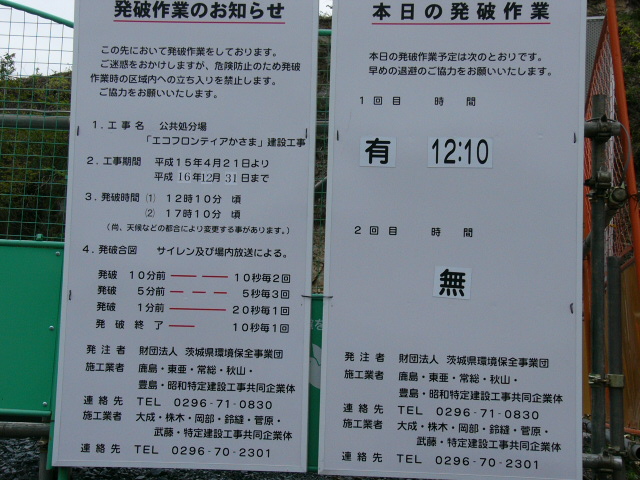 発破作業のお知らせ
この先において発破作業をしております。
ご迷惑をおかけしますが、危険防止のため発破
作業時の区域内への立ち入りを禁止します。
ご協力をお願いいたします。
1. 工事名 公共処分場
「エコフロンティアかさま」建設工事
2. 工事期間 平成15年4月21日より
平成16年12月31日まで
3. 発破時間 (1) 12時10分 頃
(2) 17時10分 頃
(尚、天候などの都合により変更する事があります。)
4. 発破合図 サイレン及び場内放送による。
発破 10分前 10秒毎2回
発破 5分前 5秒毎3回
発破 1分前 20秒毎1回
発破終了 10秒毎1回
発注者 財団法人 茨城県環境保全事業団
施工業者 鹿島・東亜・常総・秋山・
豊島・昭和特定建設工事共同企業体
連絡先 TEL 0296-71-0830
施工業者 大成・株木・岡部・鈴縫・菅原・
武藤・特定建設工事共同企業体
連絡先 TEL 0296-70-2301
本日の発破作業
本日の発破作業予定は次のとおりです。
早めの退避のご協力をお願いいたします。
1回目 時間
有 12:10
2回目 時間
無
発注者 財団法人 茨城県環境保全事業団
施工業者 鹿島・東亜・常総・秋山・
豊島・昭和特定建設工事共同企業体
連絡先 TEL 0296-71-0830
施工業者 大成・株木・岡部・鈴縫・菅原・
武藤・特定建設工事共同企業体
連絡先 TEL 0296-70-2301